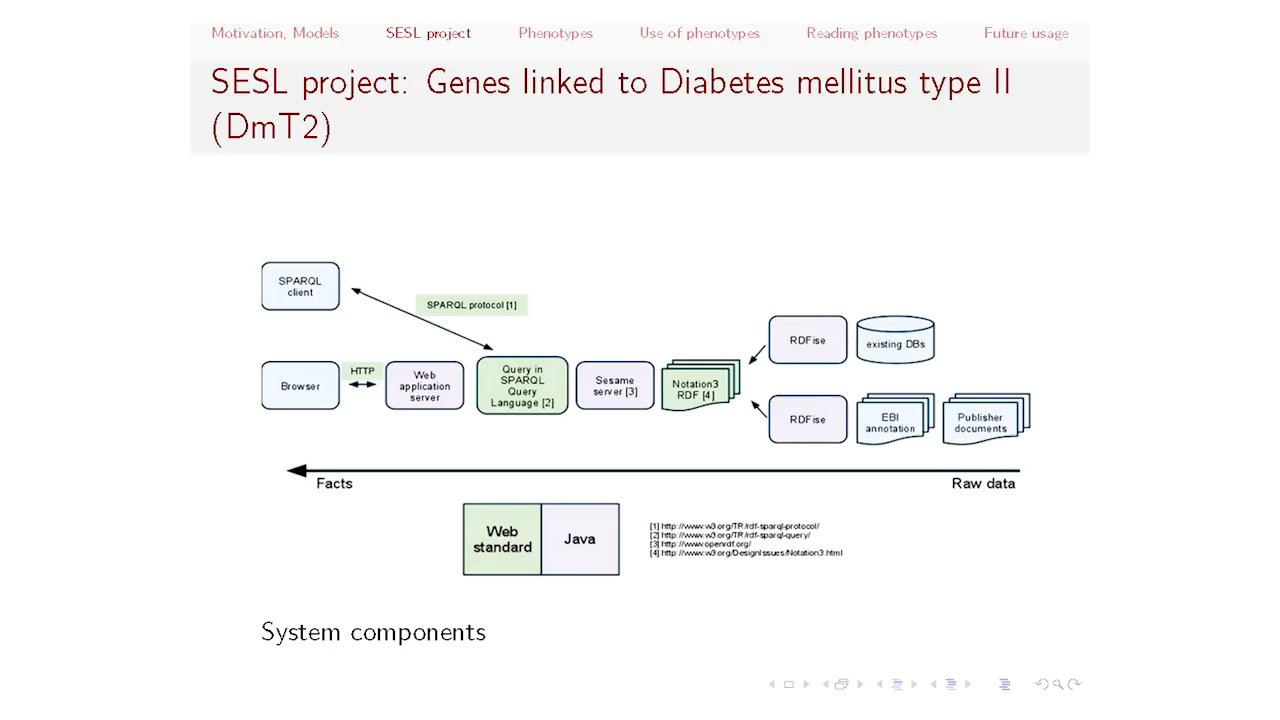 Motivation, Models SESL project Phenotypes Use of phenotypes Reading phenotypes Future usage
SESL project: Genes linked to Diabetes mellitus type II
(DmT2)
SPARQL
client
SPARQL protocol [1]
Browser
HTTP
Web
application
server
Query in
SPARQL
Query
Language [2]
Sesame
server [3]
Notation3
RDF [4]
RDFise
existing DBs
RDFise
EBI
annotation
Publisher
documents
Facts
Raw data
Web
standard
Java
[1] http://www.w3.org/TR/rdf-sparql-protocol/
[2] http://www.w3.org/TR/rdf-sparql-query/
[3] http://www.openrdf.org/
[4] http://www.w3.org/DesignIssues/Notation3.html
System components